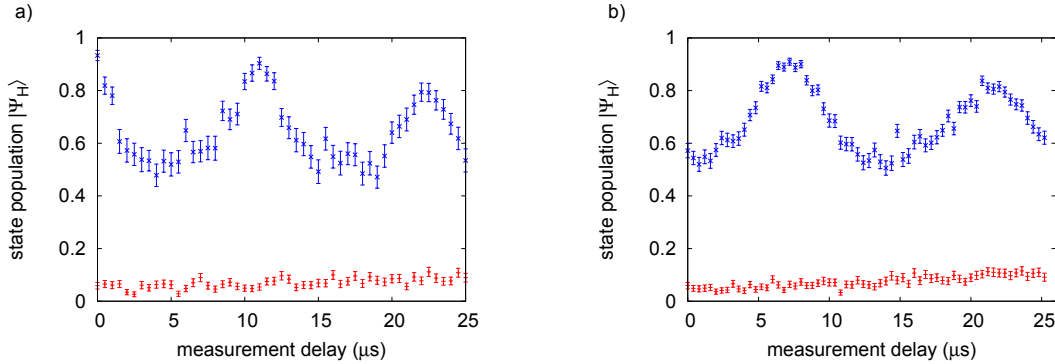 a)
state population |Ψ_H⟩
1
0.8
0.6
0.4
0.2
0
0 5 10 15 20 25
measurement delay (μs)
b)
state population |Ψ_H⟩
1
0.8
0.6
0.4
0.2
0
0 5 10 15 20 25
measurement delay (μs)